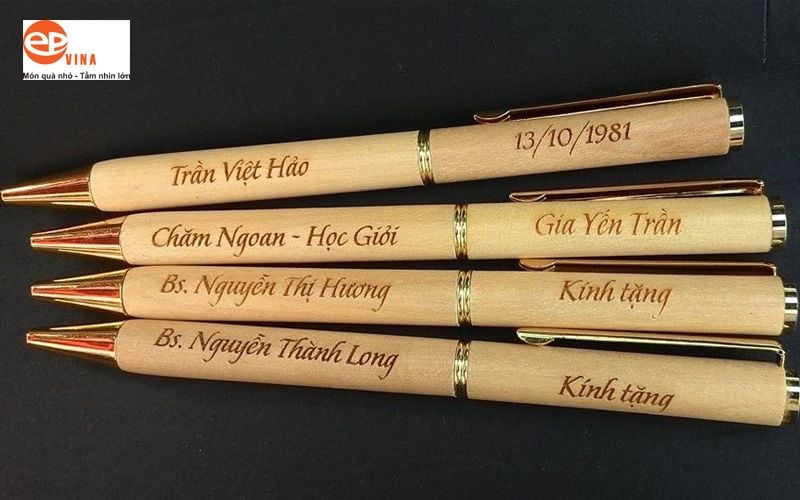 ep VINA
Món quà nhỏ - Tầm nhìn lớn
Trần Việt Hảo 13/10/1981
Chăm Ngoan - Học Giỏi Gia Yến Trần
Bs. Nguyễn Thị Hương Kính tặng
Bs. Nguyễn Thành Long Kính tặng